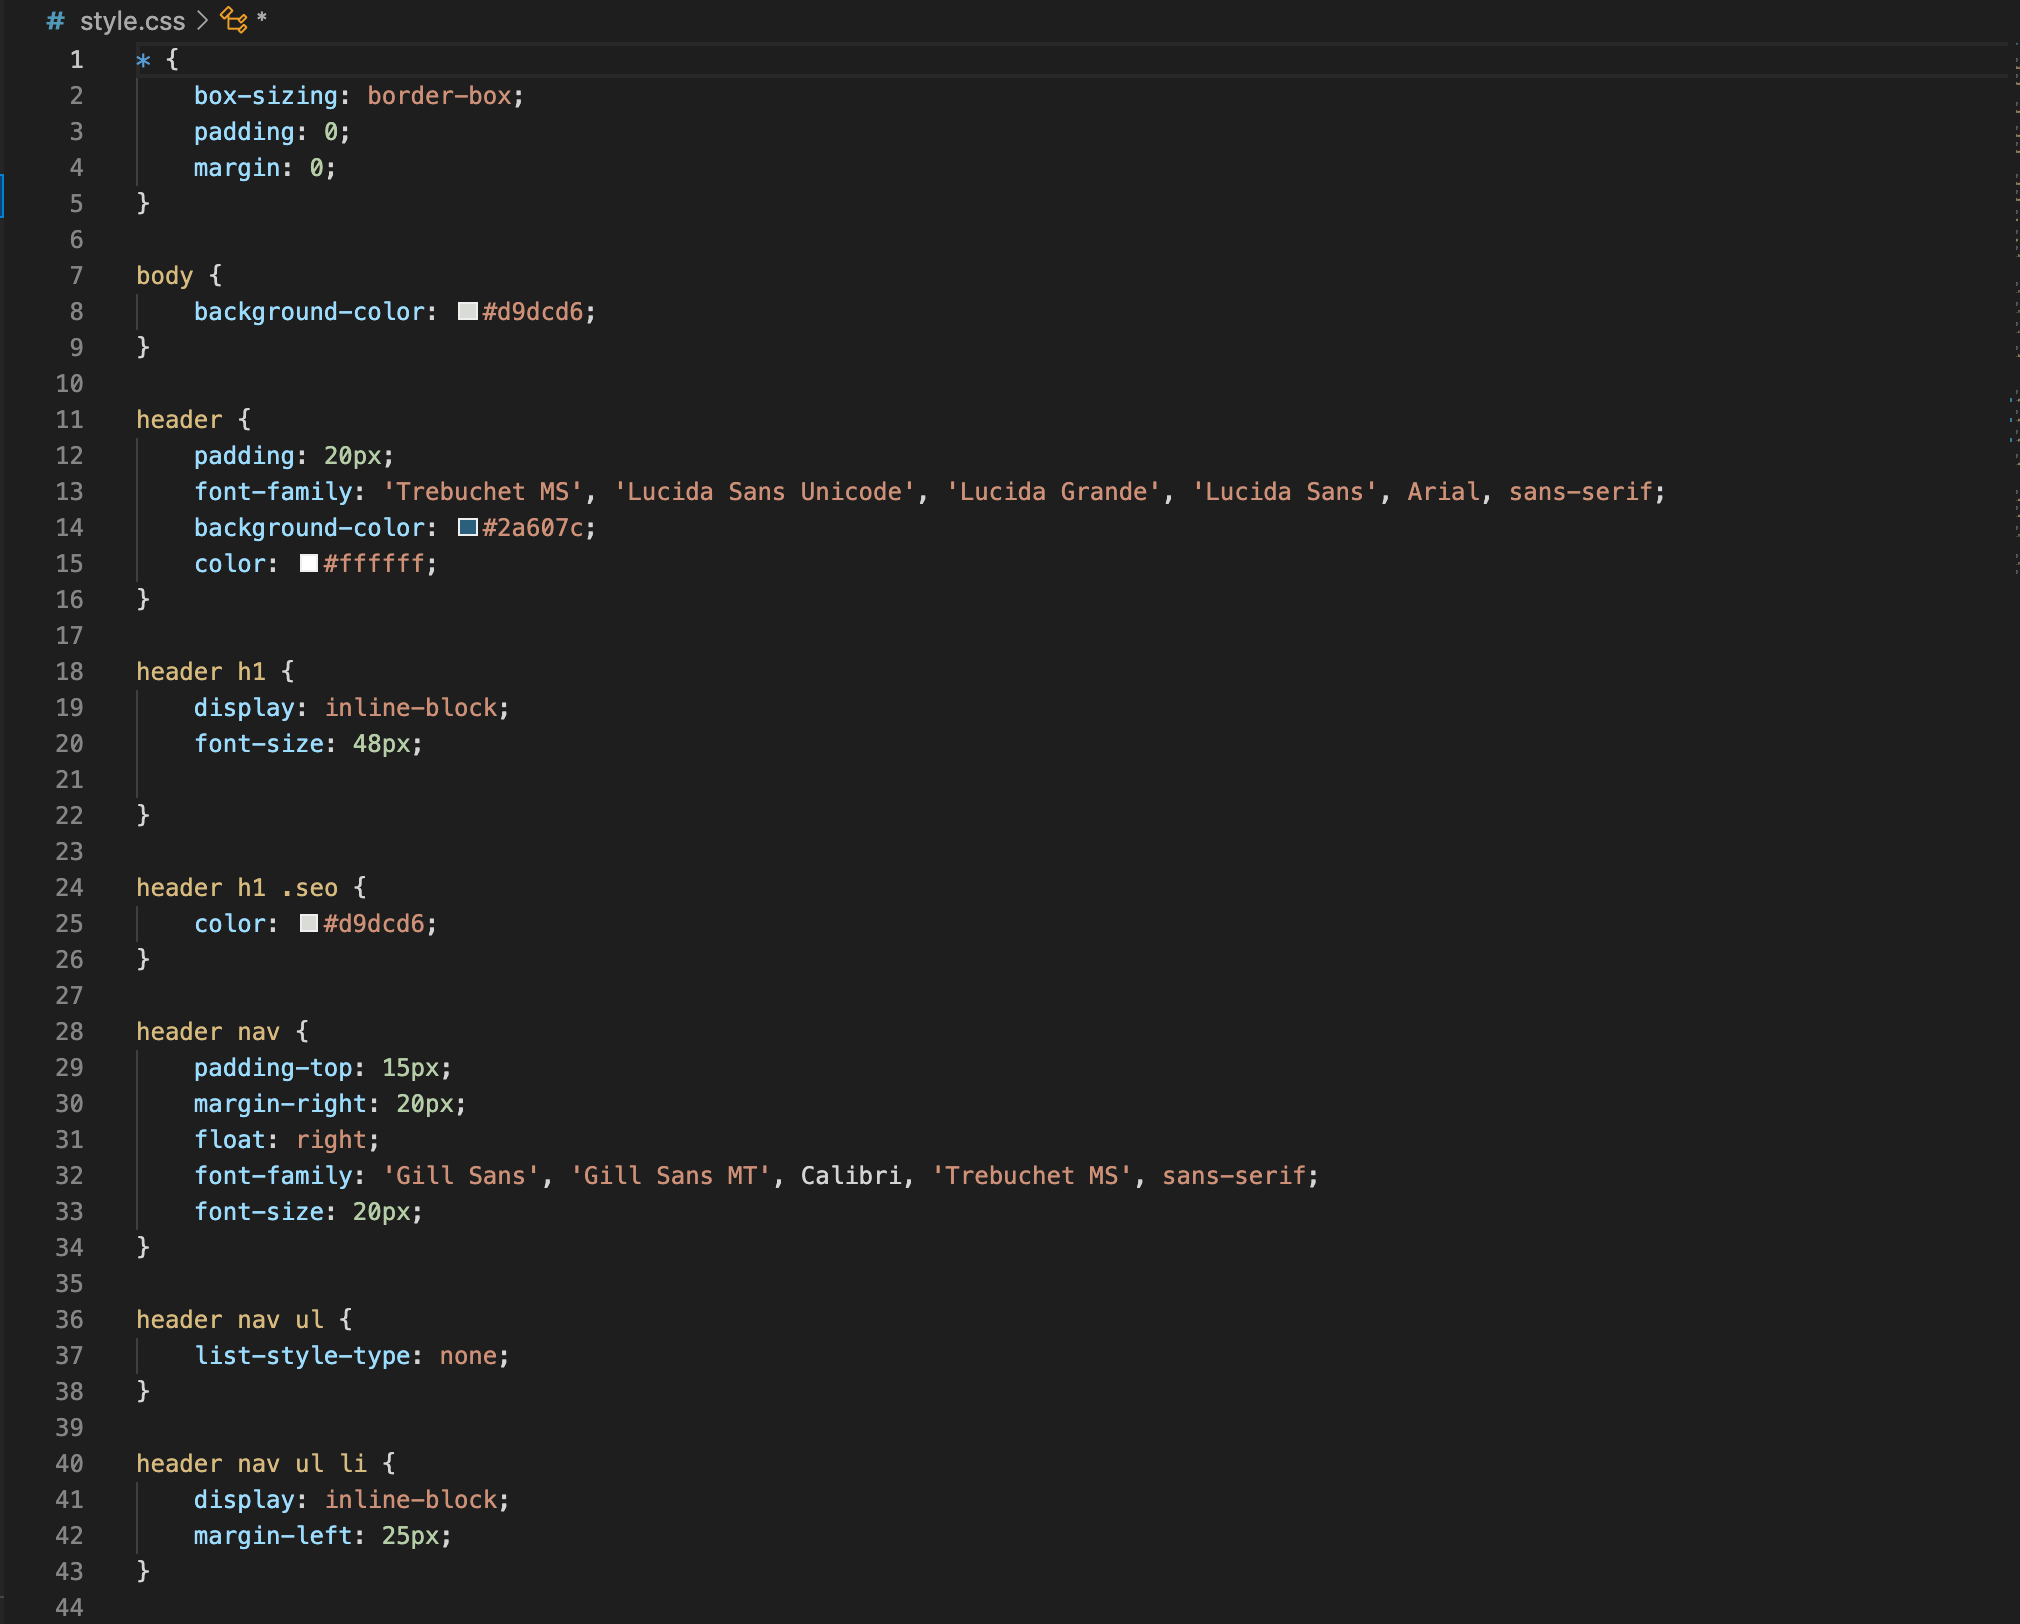 # style.css > *
1 * {
2     box-sizing: border-box;
3     padding: 0;
4     margin: 0;
5 }
6
7 body {
8     background-color: #d9dcd6;
9 }
10
11 header {
12     padding: 20px;
13     font-family: 'Trebuchet MS', 'Lucida Sans Unicode', 'Lucida Grande', 'Lucida Sans', Arial, sans-serif;
14     background-color: #2a607c;
15     color: #ffffff;
16 }
17
18 header h1 {
19     display: inline-block;
20     font-size: 48px;
21
22 }
23
24 header h1 .seo {
25     color: #d9dcd6;
26 }
27
28 header nav {
29     padding-top: 15px;
30     margin-right: 20px;
31     float: right;
32     font-family: 'Gill Sans', 'Gill Sans MT', Calibri, 'Trebuchet MS', sans-serif;
33     font-size: 20px;
34 }
35
36 header nav ul {
37     list-style-type: none;
38 }
39
40 header nav ul li {
41     display: inline-block;
42     margin-left: 25px;
43 }
44